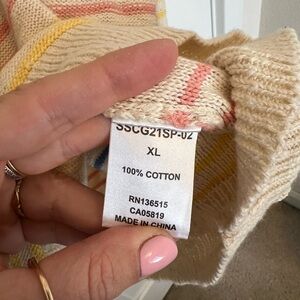 SSCG21SP-02
XL
100% COTTON
RN136515
CA05819
MADE IN CHINA